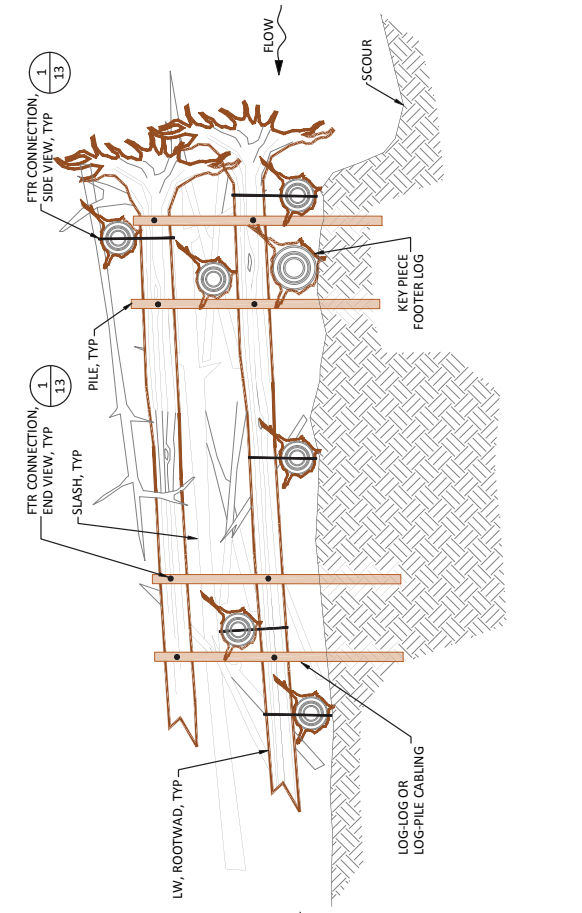 FTR CONNECTION,
SIDE VIEW, TYP
1
13
FLOW
SCOUR
PILE, TYP
KEY PIECE
FOOTER LOG
FTR CONNECTION,
END VIEW, TYP
1
13
SLASH, TYP
LW, ROOTWAD, TYP
LOG-LOG OR
LOG-PILE CABLING